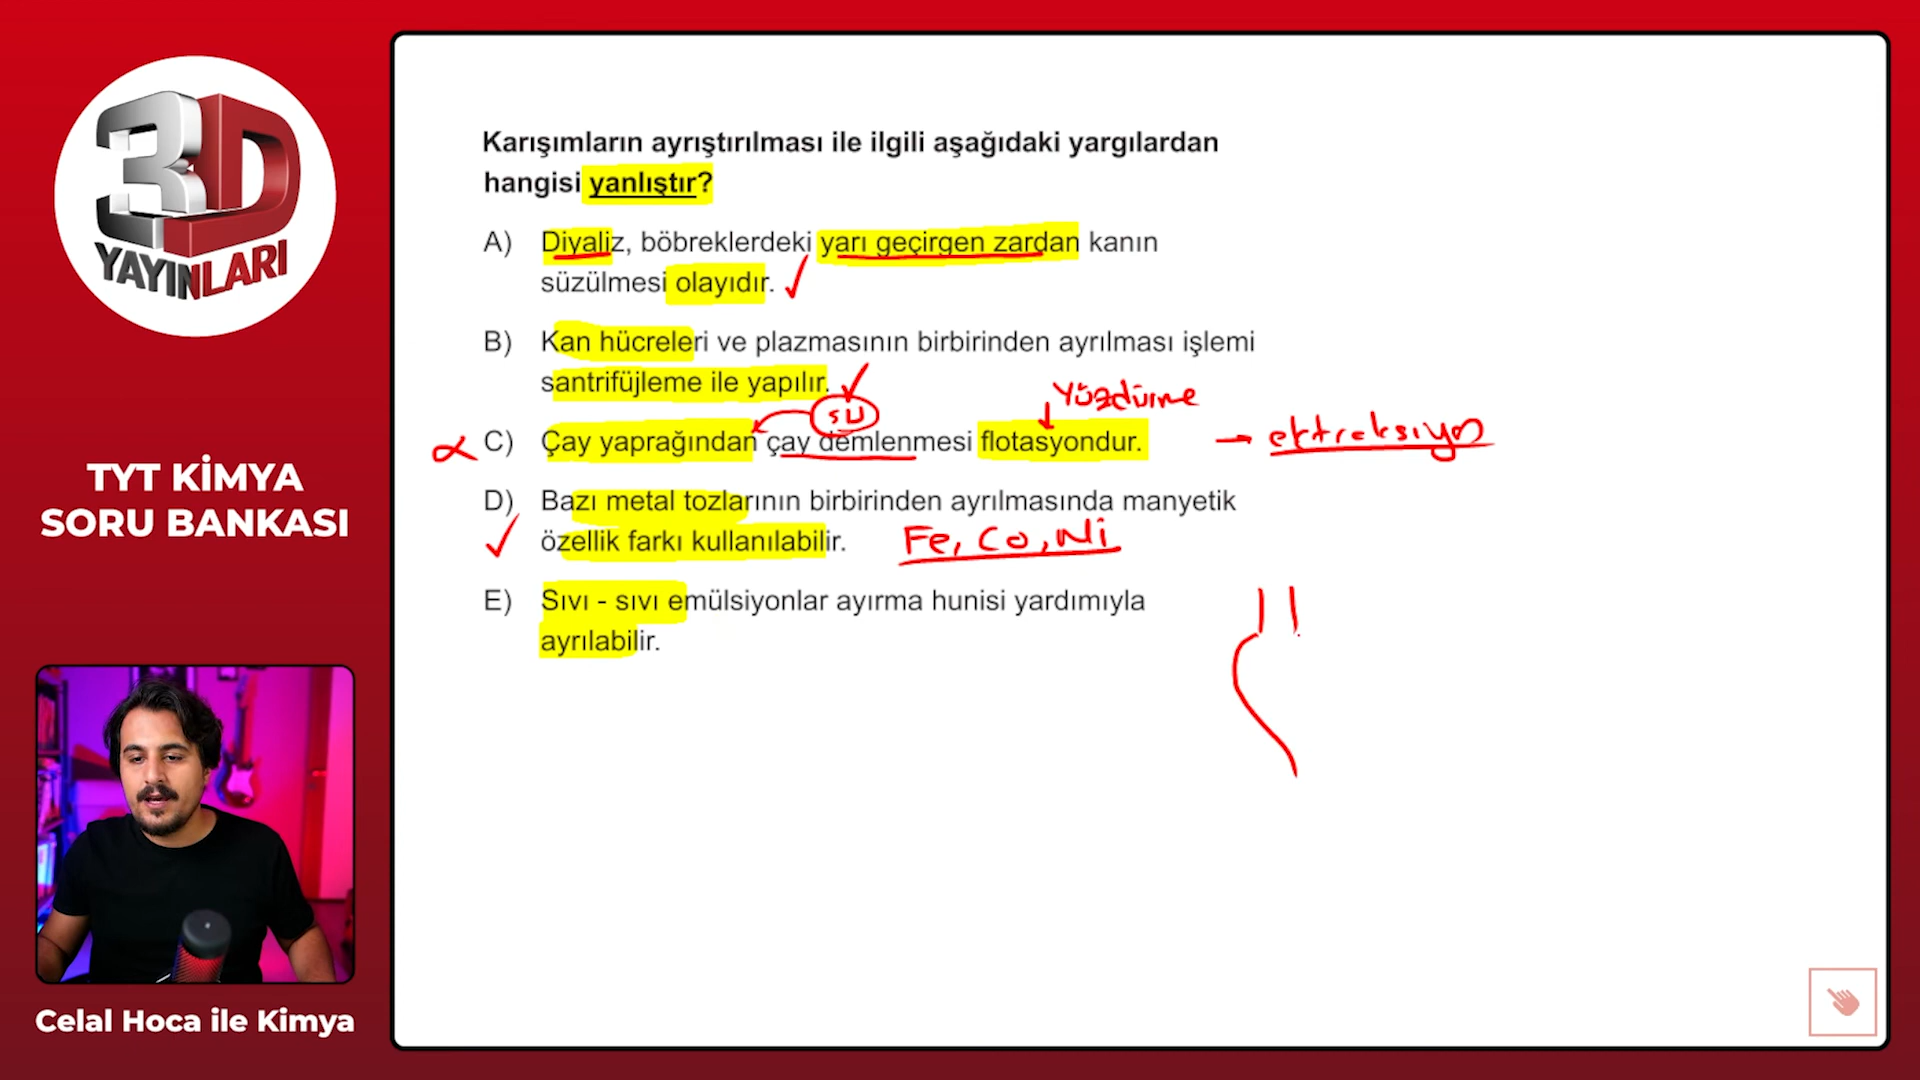 3D
YAYINLARI
TYT KİMYA
SORU BANKASI
Celal Hoca ile Kimya
Karışımların ayrıştırılması ile ilgili aşağıdaki yargılardan
hangisi yanlıştır?
A) Diyaliz, böbreklerdeki yarı geçirgen zardan kanın
süzülmesi olayıdır.
B) Kan hücreleri ve plazmasının birbirinden ayrılması işlemi
santrifüjleme ile yapılır.
su
yüzdürme
C) Çay yaprağından çay demlenmesi flotasyondur. → ektraksiyon
D) Bazı metal tozlarının birbirinden ayrılmasında manyetik
özellik farkı kullanılabilir. Fe, Co, Ni
E) Sıvı - sıvı emülsiyonlar ayırma hunisi yardımıyla
ayrılabilir.